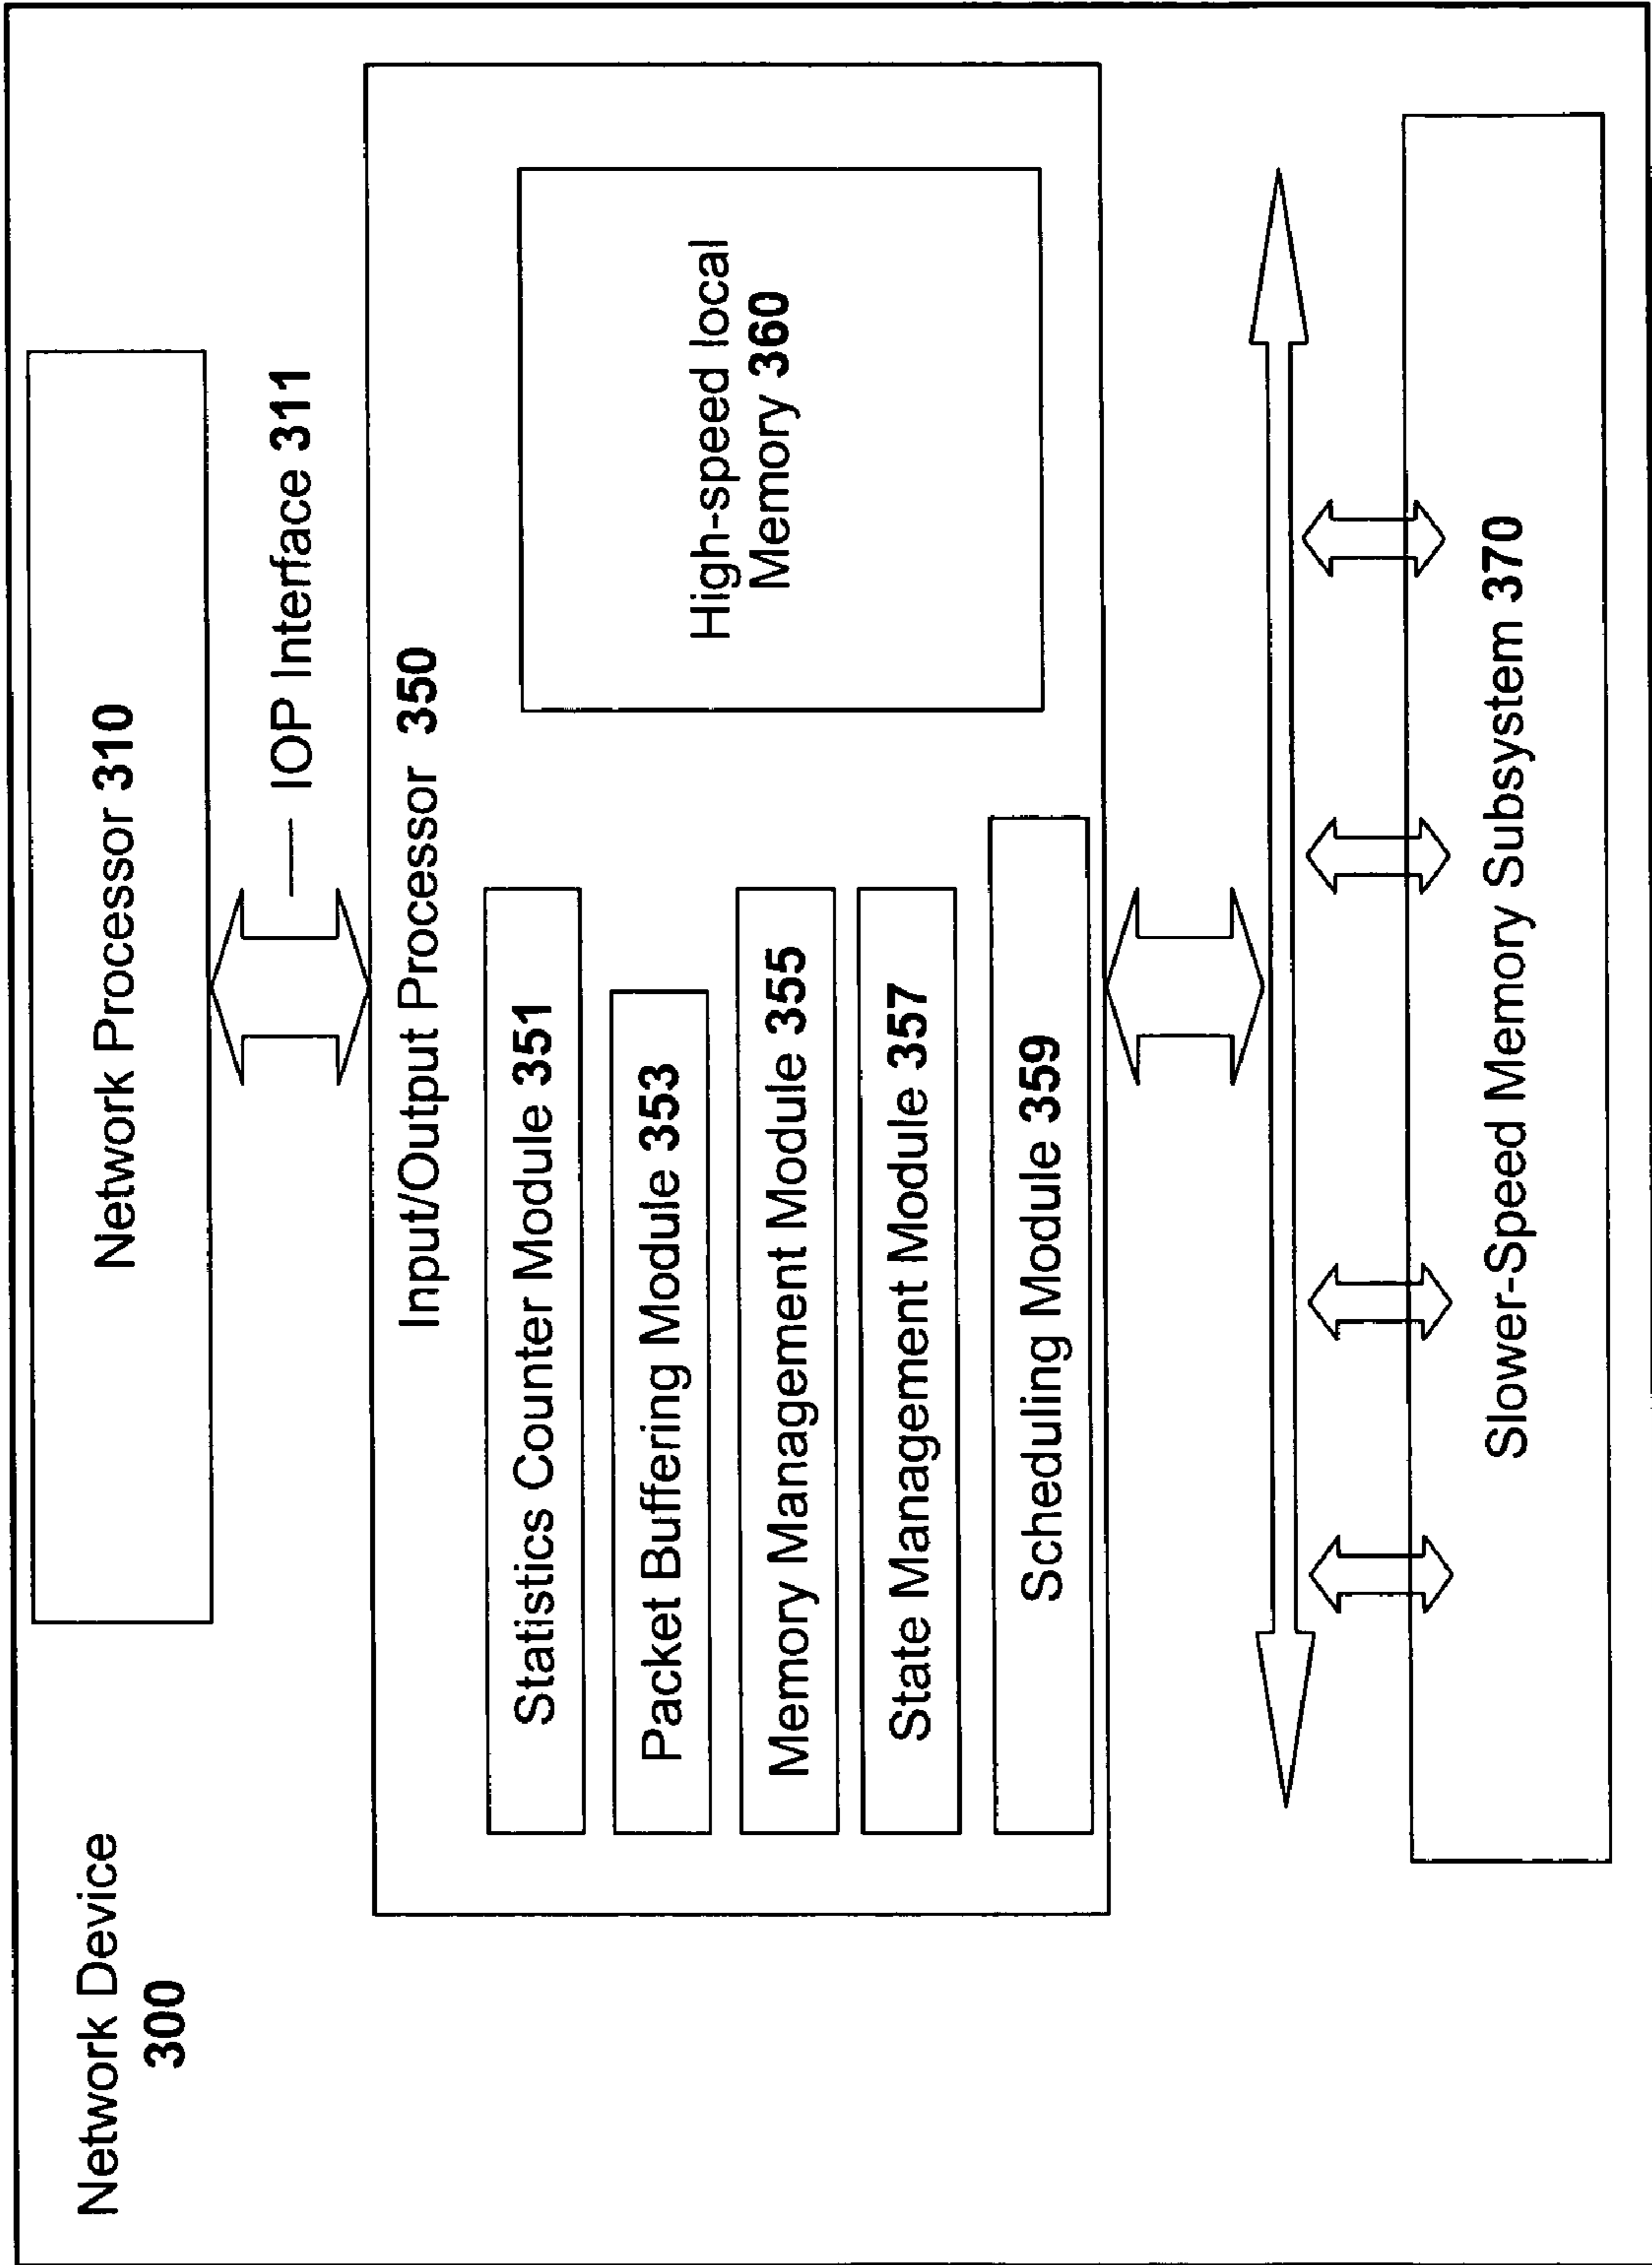 Network Device
300
Network Processor 310
IOP Interface 311
Input/Output Processor 350
Statistics Counter Module 351
Packet Buffering Module 353
Memory Management Module 355
State Management Module 357
Scheduling Module 359
High-speed local
Memory 360
Slower-Speed Memory Subsystem 370